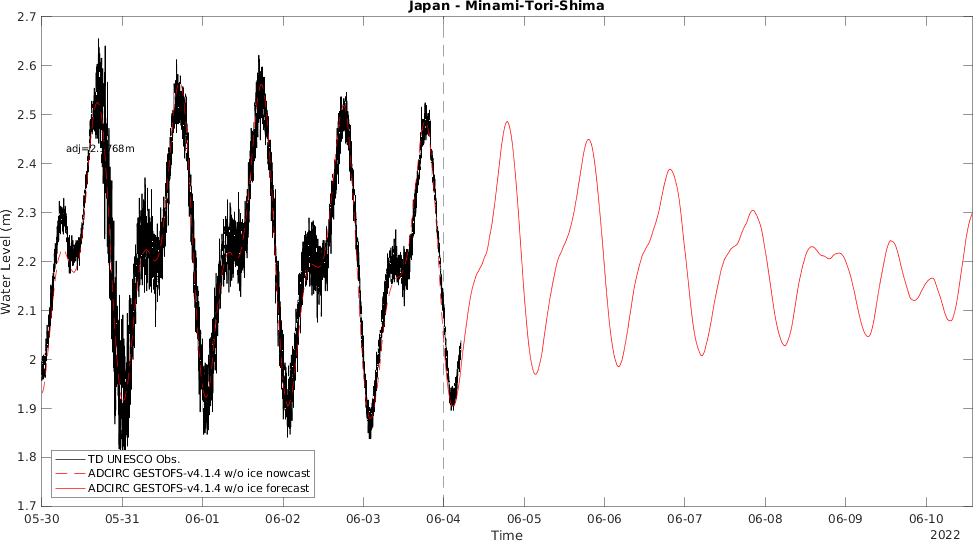 Japan - Minami-Tori-Shima
2.7
2.6
2.5
2.4
2.3
2.2
2.1
2
1.9
1.8
1.7
Water Level (m)
TD UNESCO Obs.
ADCIRC GESTOFS-v4.1.4 w/o ice nowcast
ADCIRC GESTOFS-v4.1.4 w/o ice forecast
05-30 05-31 06-01 06-02 06-03 06-04 06-05 06-06 06-07 06-08 06-09 06-10
Time
2022